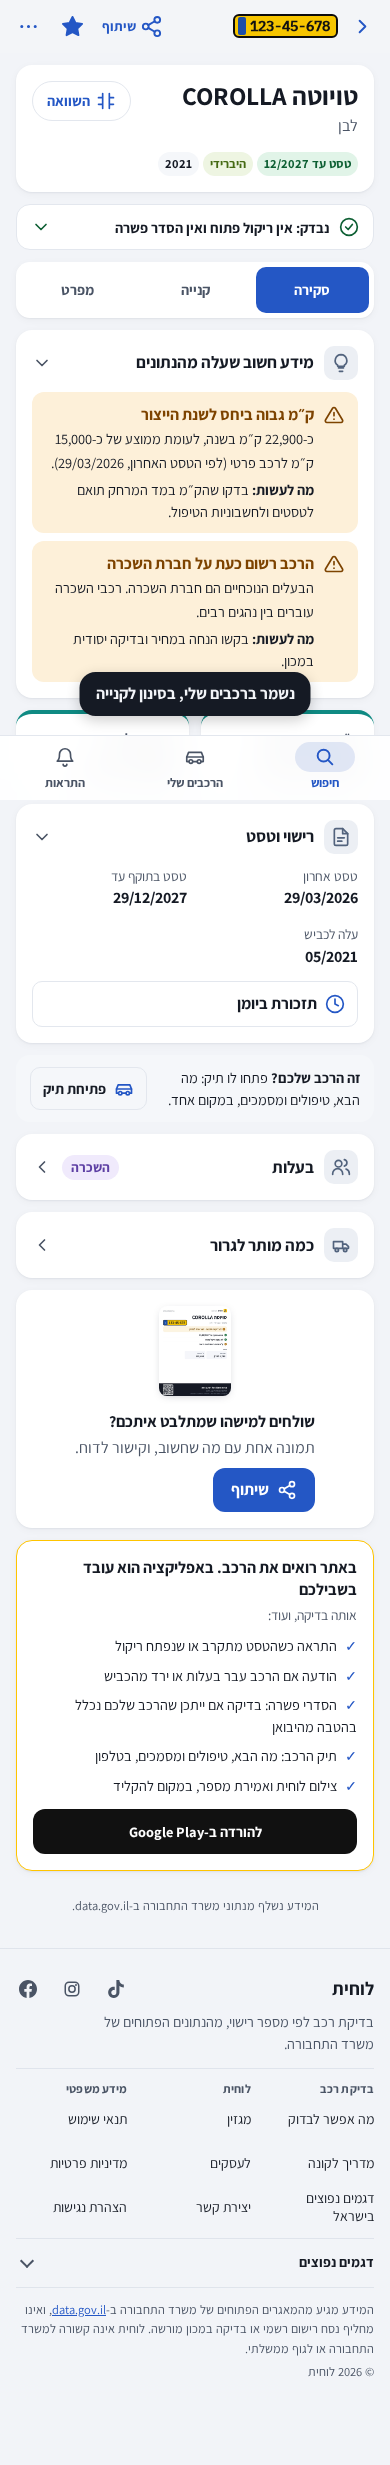 123-45-678
שיתוף
טויוטה COROLLA
השוואה
לבן
טסט עד 12/2027
היברידי
2021
נבדק: אין ריקול פתוח ואין הסדר פשרה
סקירה
קנייה
מפרט
מידע חשוב שעלה מהנתונים
ק״מ גבוה ביחס לשנת הייצור
כ-22,900 ק״מ בשנה, לעומת ממוצע של כ-15,000
ק״מ לרכב פרטי (לפי הטסט האחרון, 29/03/2026).
מה לעשות: בדקו שהק״מ במד המרחק תואם
לטסטים ולחשבוניות הטיפול.
הרכב רשום כעת על חברת השכרה
הבעלים הנוכחיים הם חברת השכרה. רכבי השכרה
עוברים בין נהגים רבים.
מה לעשות: בקשו הנחה במחיר ובדיקה יסודית
במכון.
נשמר ברכבים שלי, בסינון לקנייה
חיפוש
הרכבים שלי
התראות
רישוי וטסט
טסט אחרון
29/03/2026
טסט בתוקף עד
29/12/2027
עלה לכביש
05/2021
תזכורת ביומן
זה הרכב שלכם? פתחו לו תיק: מה
הבא, טיפולים ומסמכים, במקום אחד.
פתיחת תיק
בעלות
השכרה
כמה מותר לגרור
שולחים למישהו שמתלבט איתכם?
תמונה אחת עם מה שחשוב, וקישור לדוח.
שיתוף
באתר רואים את הרכב. באפליקציה הוא עובד
בשבילכם
אותה בדיקה, ועוד:
✓ התראה כשהטסט מתקרב או שנפתח ריקול
✓ הודעה אם הרכב עבר בעלות או ירד מהכביש
✓ הסדרי פשרה: בדיקה אם ייתכן שהרכב שלכם נכלל
בהטבה מהיבואן
✓ תיק הרכב: מה הבא, טיפולים ומסמכים, בטלפון
✓ צילום לוחית ואמירת מספר, במקום להקליד
להורדה ב-Google Play
המידע נשלף מנתוני משרד התחבורה ב-data.gov.il.
לוחית
בדיקת רכב לפי מספר רישוי, מהנתונים הפתוחים של
משרד התחבורה.
בדיקת רכב
מה אפשר לבדוק
מדריך לקונה
דגמים נפוצים
בישראל
לוחית
מגזין
לעסקים
יצירת קשר
מידע משפטי
תנאי שימוש
מדיניות פרטיות
הצהרת נגישות
דגמים נפוצים
המידע מגיע מהמאגרים הפתוחים של משרד התחבורה ב-data.gov.il, ואינו
מחליף נסח רישום רשמי או בדיקה במכון מורשה. לוחית אינה קשורה למשרד
התחבורה או לגוף ממשלתי.
© 2026 לוחית